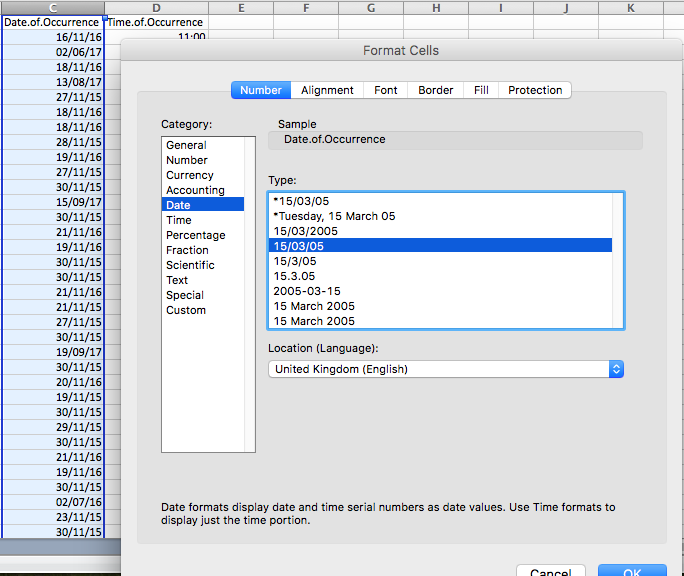 C D E F G H I J K
Date.of.Occurrence Time.of.Occurrence
16/11/16 11:00
02/06/17
18/11/16
13/08/17
27/11/15
18/11/16
18/11/16
28/11/15
19/11/16
27/11/15
30/11/15
15/09/17
30/11/15
21/11/16
19/11/16
30/11/15
30/11/15
21/11/16
21/11/15
27/11/15
30/11/15
19/09/17
30/11/15
20/11/16
19/11/15
30/11/15
29/11/15
30/11/15
21/11/16
19/11/16
30/11/15
02/07/16
23/11/15
30/11/15
Format Cells
Number Alignment Font Border Fill Protection
Category:
General
Number
Currency
Accounting
Date
Time
Percentage
Fraction
Scientific
Text
Special
Custom
Sample
Date.of.Occurrence
Type:
*15/03/05
*Tuesday, 15 March 05
15/03/2005
15/03/05
15/3/05
15.3.05
2005-03-15
15 March 2005
15 March 2005
Location (Language):
United Kingdom (English)
Date formats display date and time serial numbers as date values. Use Time formats to
display just the time portion.
Cancel OK